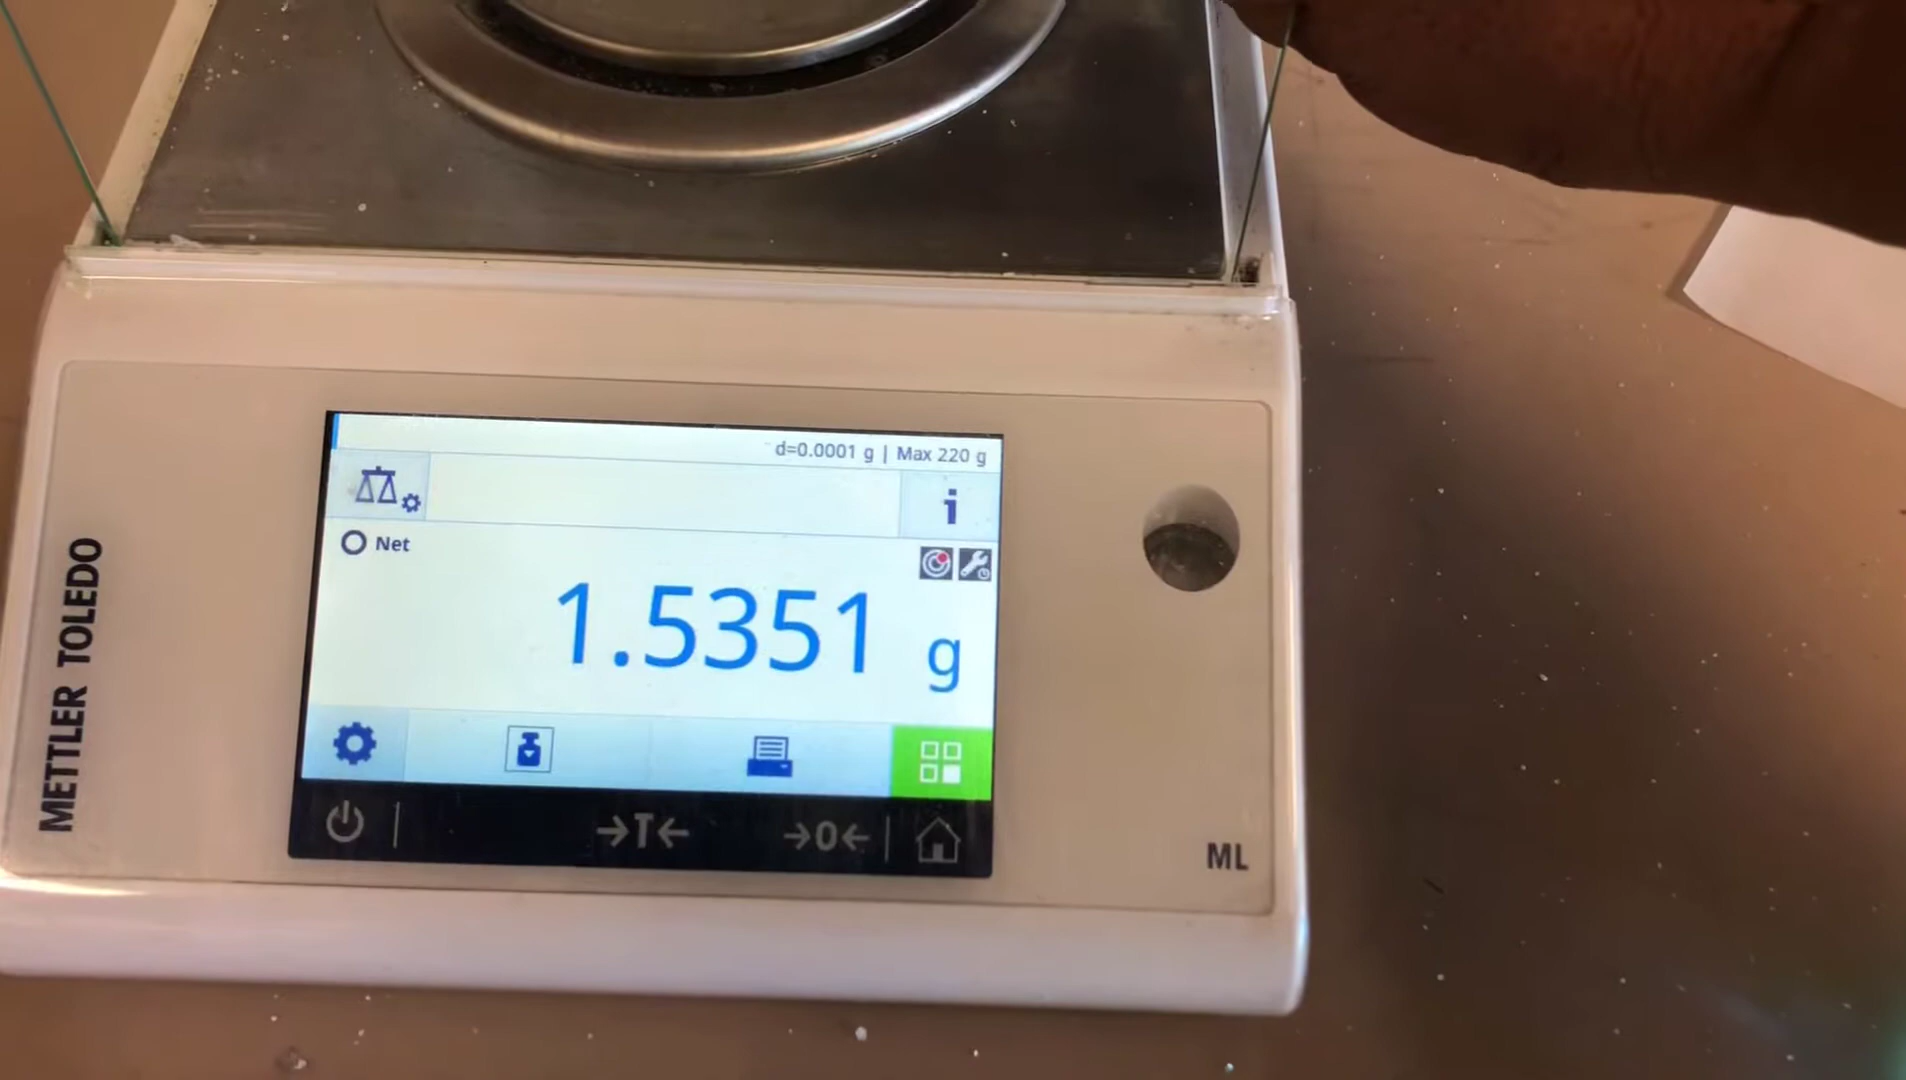 d=0.0001 g | Max 220 g
i
Net
1.5351 g
→T←
→0←
METTLER TOLEDO
ML